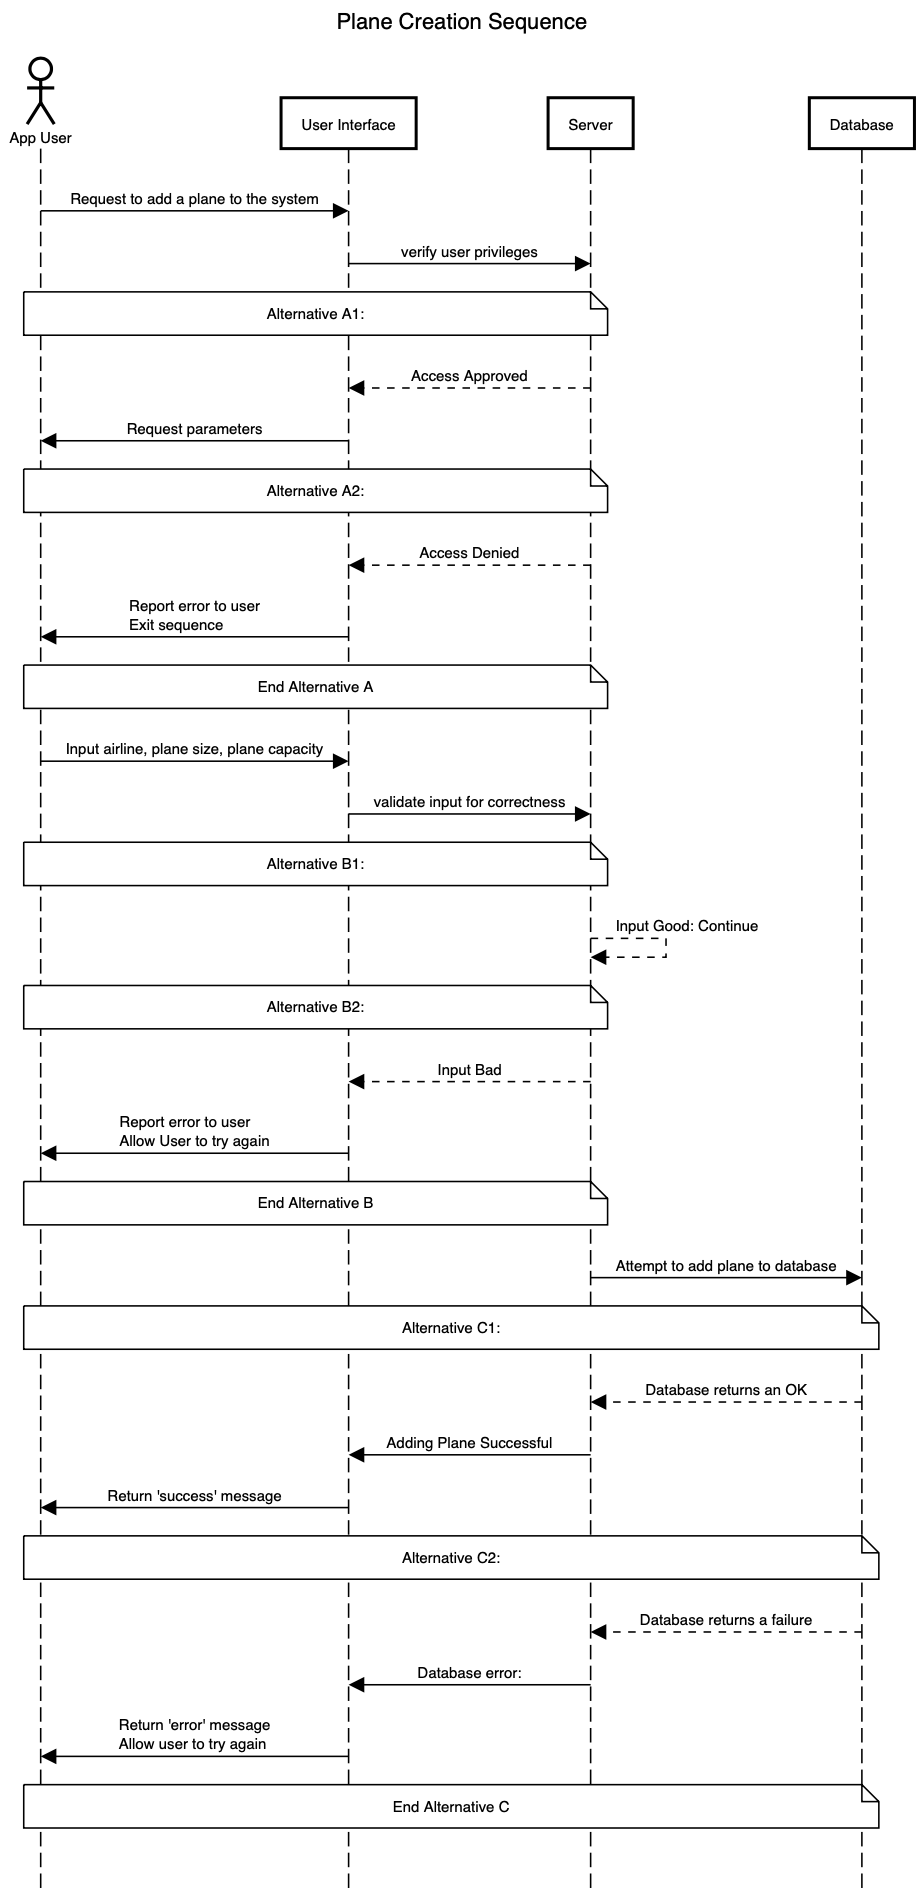 Plane Creation Sequence
App User
User Interface
Server
Database
Request to add a plane to the system
verify user privileges
Alternative A1:
Access Approved
Request parameters
Alternative A2:
Access Denied
Report error to user
Exit sequence
End Alternative A
Input airline, plane size, plane capacity
validate input for correctness
Alternative B1:
Input Good: Continue
Alternative B2:
Input Bad
Report error to user
Allow User to try again
End Alternative B
Attempt to add plane to database
Alternative C1:
Database returns an OK
Adding Plane Successful
Return 'success' message
Alternative C2:
Database returns a failure
Database error:
Return 'error' message
Allow user to try again
End Alternative C